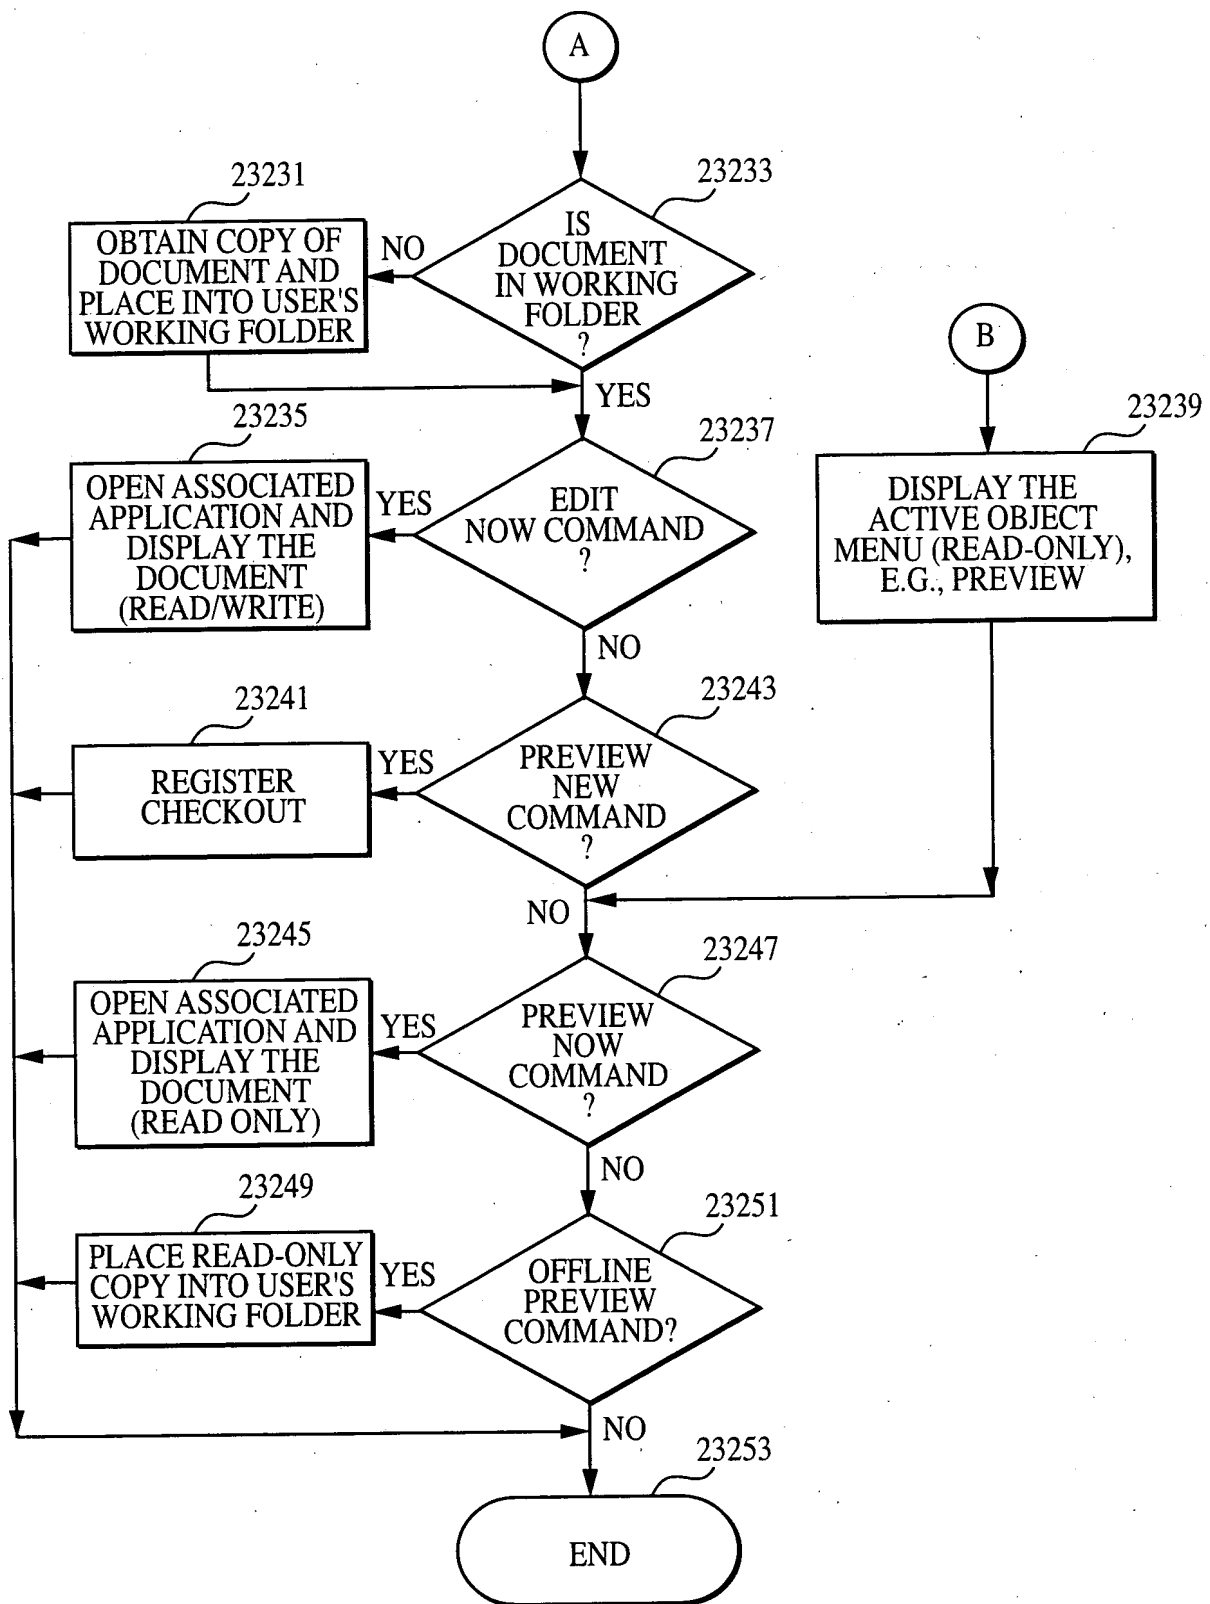 A
23231
23233
OBTAIN COPY OF
DOCUMENT AND
PLACE INTO USER'S
WORKING FOLDER
NO
IS
DOCUMENT
IN WORKING
FOLDER
?
YES
B
23235
23237
23239
OPEN ASSOCIATED
APPLICATION AND
DISPLAY THE
DOCUMENT
(READ/WRITE)
YES
EDIT
NOW COMMAND
?
DISPLAY THE
ACTIVE OBJECT
MENU (READ-ONLY),
E.G., PREVIEW
NO
23241
23243
REGISTER
CHECKOUT
YES
PREVIEW
NEW
COMMAND
?
NO
23245
23247
OPEN ASSOCIATED
APPLICATION AND
DISPLAY THE
DOCUMENT
(READ ONLY)
YES
PREVIEW
NOW
COMMAND
?
NO
23249
23251
PLACE READ-ONLY
COPY INTO USER'S
WORKING FOLDER
YES
OFFLINE
PREVIEW
COMMAND?
NO
23253
END